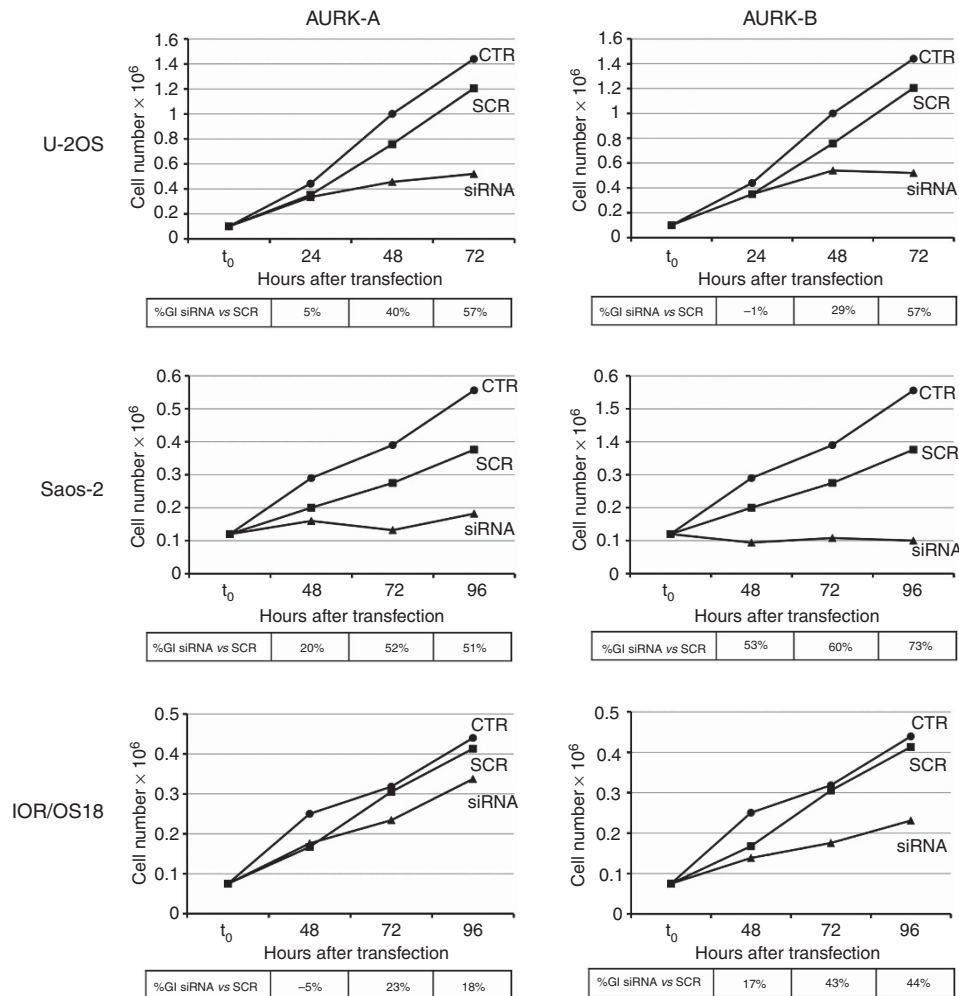 AURK-A
AURK-B
U-2OS
Cell number × 10⁶
1.6
1.4
1.2
1
0.8
0.6
0.4
0.2
0
CTR
SCR
siRNA
t₀ 24 48 72
Hours after transfection
%GI siRNA vs SCR 5% 40% 57%
Cell number × 10⁶
1.6
1.4
1.2
1
0.8
0.6
0.4
0.2
0
CTR
SCR
siRNA
t₀ 24 48 72
Hours after transfection
%GI siRNA vs SCR –1% 29% 57%
Saos-2
Cell number × 10⁶
0.6
0.5
0.4
0.3
0.2
0.1
0
CTR
SCR
siRNA
t₀ 48 72 96
Hours after transfection
%GI siRNA vs SCR 20% 52% 51%
Cell number × 10⁶
0.6
1.5
1.4
0.3
0.2
0.1
0
CTR
SCR
siRNA
t₀ 48 72 96
Hours after transfection
%GI siRNA vs SCR 53% 60% 73%
IOR/OS18
Cell number × 10⁶
0.5
0.4
0.3
0.2
0.1
0
CTR
SCR
siRNA
t₀ 48 72 96
Hours after transfection
%GI siRNA vs SCR –5% 23% 18%
Cell number × 10⁶
0.5
0.4
0.3
0.2
0.1
0
CTR
SCR
siRNA
t₀ 48 72 96
Hours after transfection
%GI siRNA vs SCR 17% 43% 44%